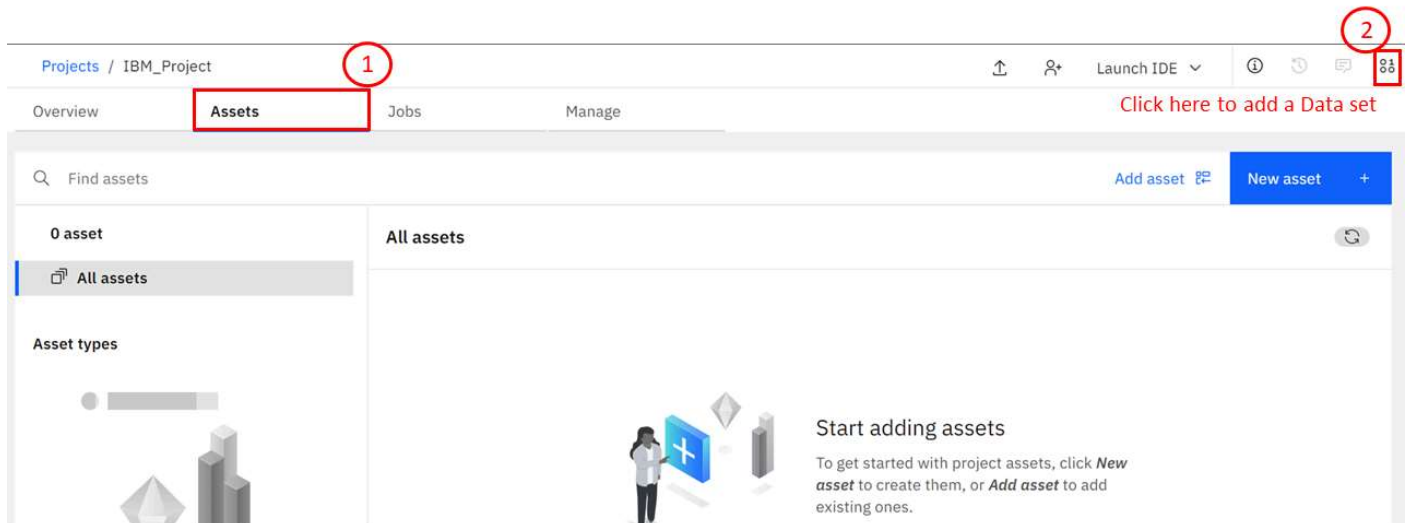 2
Projects / IBM_Project
1
Launch IDE
Overview
Assets
Jobs
Manage
Click here to add a Data set
Find assets
Add asset
New asset +
0 asset
All assets
All assets
Asset types
Start adding assets
To get started with project assets, click New
asset to create them, or Add asset to add
existing ones.